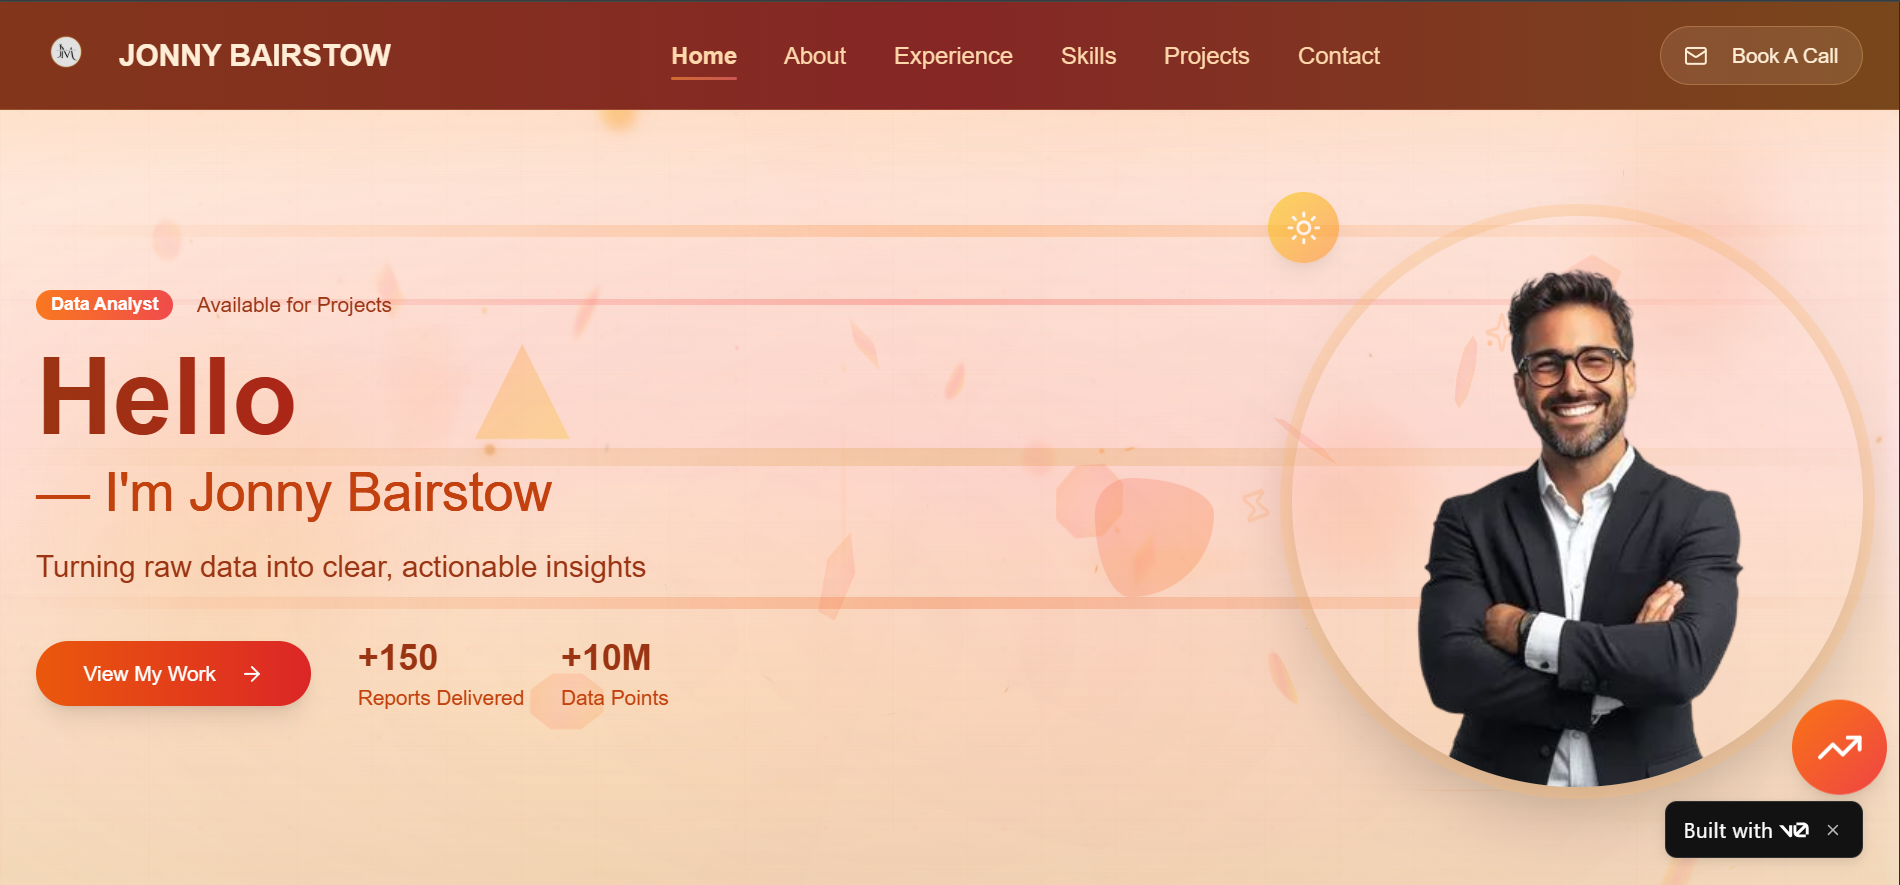 JM
JONNY BAIRSTOW
Home
About
Experience
Skills
Projects
Contact
Book A Call
Data Analyst
Available for Projects
Hello
— I'm Jonny Bairstow
Turning raw data into clear, actionable insights
View My Work
+150
Reports Delivered
+10M
Data Points
Built with v0